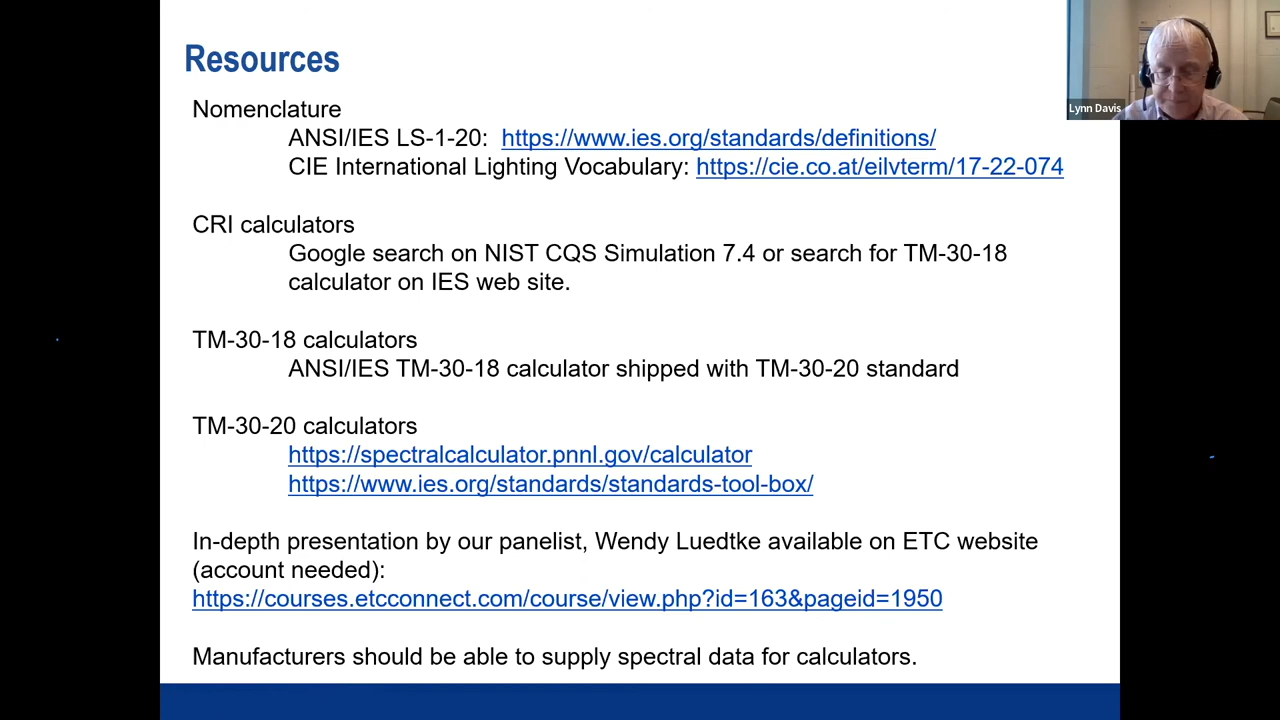 Resources
Lynn Davis
Nomenclature
ANSI/IES LS-1-20: https://www.ies.org/standards/definitions/
CIE International Lighting Vocabulary: https://cie.co.at/eilvterm/17-22-074
CRI calculators
Google search on NIST CQS Simulation 7.4 or search for TM-30-18
calculator on IES web site.
TM-30-18 calculators
ANSI/IES TM-30-18 calculator shipped with TM-30-20 standard
TM-30-20 calculators
https://spectralcalculator.pnnl.gov/calculator
https://www.ies.org/standards/standards-tool-box/
In-depth presentation by our panelist, Wendy Luedtke available on ETC website
(account needed):
https://courses.etcconnect.com/course/view.php?id=163&pageid=1950
Manufacturers should be able to supply spectral data for calculators.